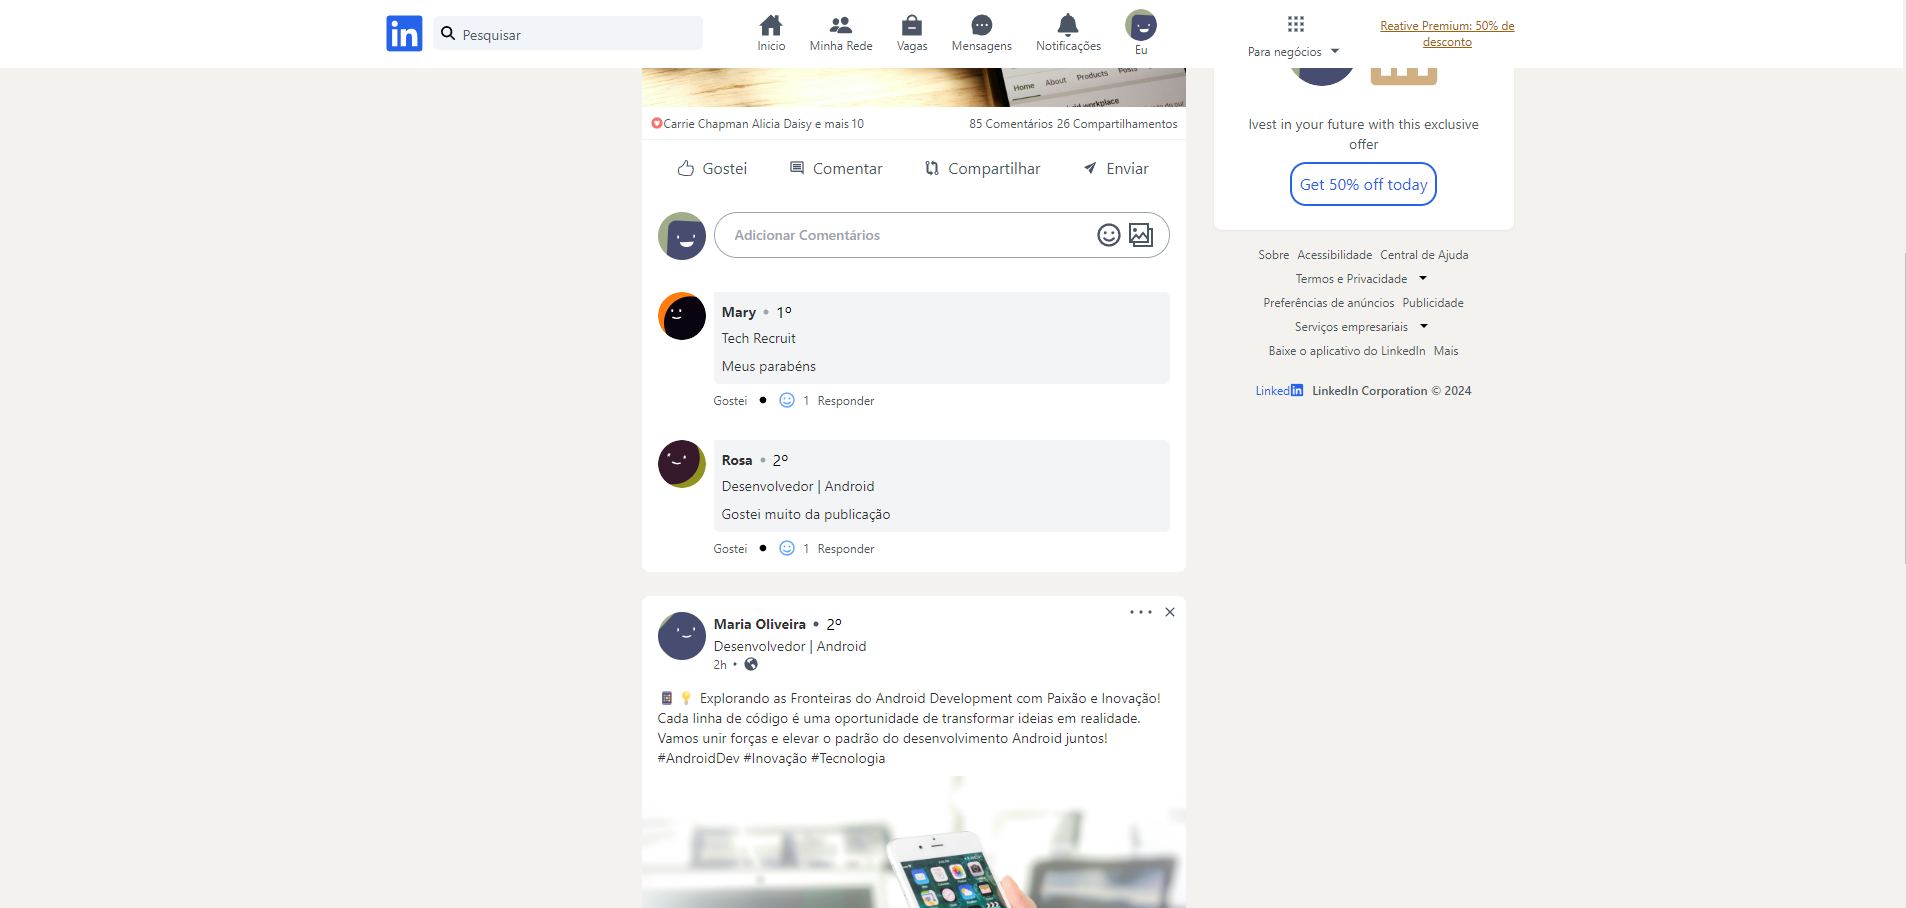 in
Pesquisar
Inicio
Minha Rede
Vagas
Mensagens
Notificações
Eu
Para negócios
Reative Premium: 50% de
desconto
Home About Products Posts
workplace
Carrie Chapman Alicia Daisy e mais 10
85 Comentários 26 Compartilhamentos
Gostei
Comentar
Compartilhar
Enviar
Adicionar Comentários
Mary • 1º
Tech Recruit
Meus parabéns
Gostei • 1 Responder
Rosa • 2º
Desenvolvedor | Android
Gostei muito da publicação
Gostei • 1 Responder
Maria Oliveira • 2º
Desenvolvedor | Android
2h •
📱💡 Explorando as Fronteiras do Android Development com Paixão e Inovação!
Cada linha de código é uma oportunidade de transformar ideias em realidade.
Vamos unir forças e elevar o padrão do desenvolvimento Android juntos!
#AndroidDev #Inovação #Tecnologia
Ivest in your future with this exclusive
offer
Get 50% off today
Sobre Acessibilidade Central de Ajuda
Termos e Privacidade
Preferências de anúncios Publicidade
Serviços empresariais
Baixe o aplicativo do LinkedIn Mais
Linkedin LinkedIn Corporation © 2024